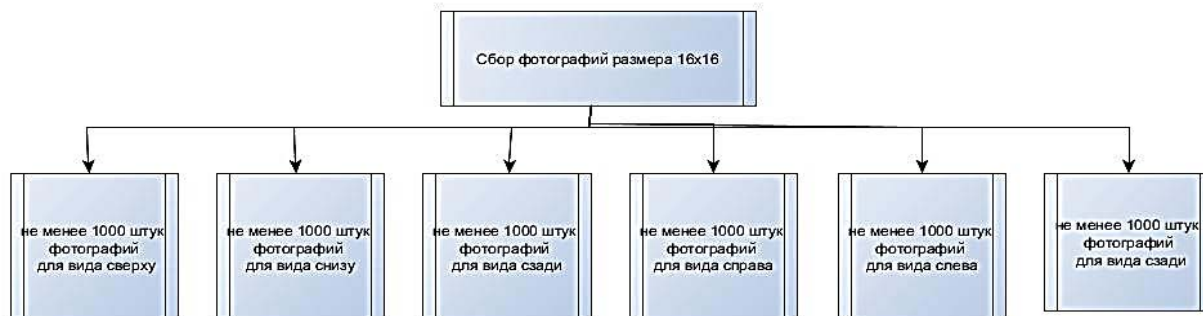 Сбор фотографий размера 16x16
не менее 1000 штук
фотографий
для вида сверху
не менее 1000 штук
фотографий
для вида снизу
не менее 1000 штук
фотографий
для вида сзади
не менее 1000 штук
фотографий
для вида справа
не менее 1000 штук
фотографий
для вида слева
не менее 1000 штук
фотографий
для вида сзади